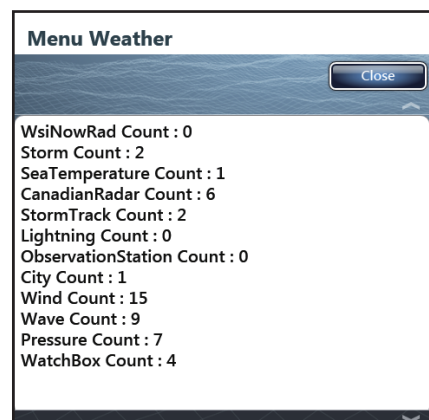 Menu Weather
Close
WsiNowRad Count : 0
Storm Count : 2
SeaTemperature Count : 1
CanadianRadar Count : 6
StormTrack Count : 2
Lightning Count : 0
ObservationStation Count : 0
City Count : 1
Wind Count : 15
Wave Count : 9
Pressure Count : 7
WatchBox Count : 4